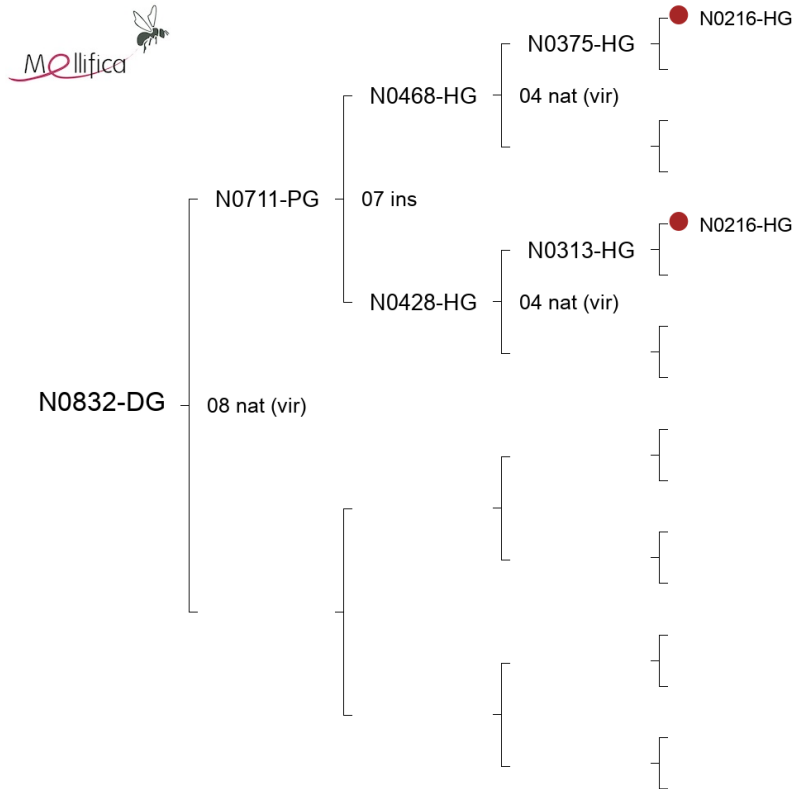 Mellifica
N0216-HG
N0375-HG
N0468-HG
04 nat (vir)
N0711-PG
07 ins
N0216-HG
N0313-HG
N0428-HG
04 nat (vir)
N0832-DG
08 nat (vir)